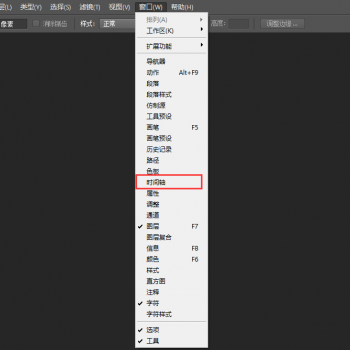 层(L) 类型(Y) 选择(S) 滤镜(T) 视图(V) 窗口(W) 帮助(H)
像素 消除锯齿 样式: 正常 高度: 调整边缘...
排列(A)
工作区(K)
扩展功能
导航器
动作 Alt+F9
段落
段落样式
仿制源
工具预设
画笔 F5
画笔预设
历史记录
路径
色板
时间轴
属性
调整
通道
图层 F7
图层复合
信息 F8
颜色 F6
样式
直方图
注释
字符
字符样式
选项
工具